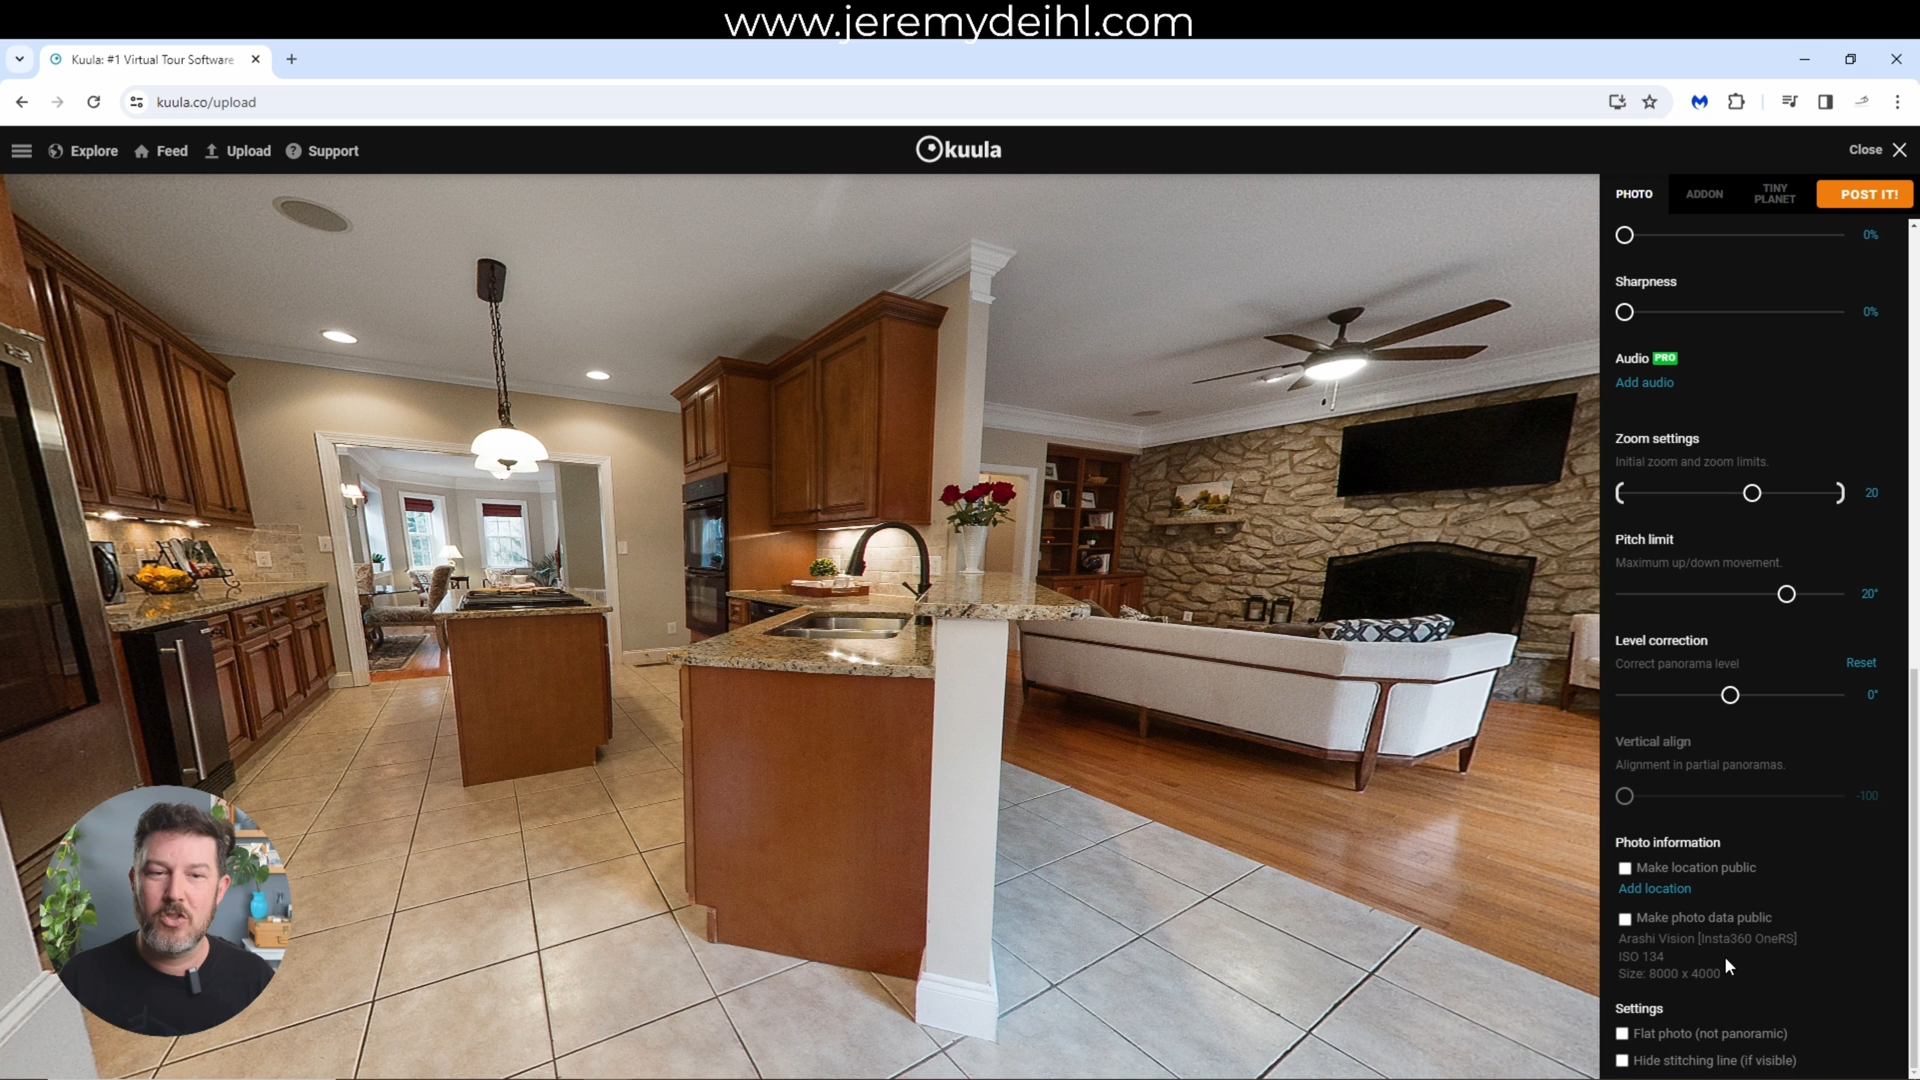 www.jeremydeihl.com
Kuula: #1 Virtual Tour Software
kuula.co/upload
Explore
Feed
Upload
Support
kuula
Close
PHOTO
ADDON
TINY
PLANET
POST IT!
0%
Sharpness
0%
Audio PRO
Add audio
Zoom settings
Initial zoom and zoom limits.
20
Pitch limit
Maximum up/down movement.
20°
Level correction
Correct panorama level
Reset
0°
Vertical align
Alignment in partial panoramas.
-100
Photo information
Make location public
Add location
Make photo data public
Arashi Vision [Insta360 OneRS]
ISO 134
Size: 8000 x 4000
Settings
Flat photo (not panoramic)
Hide stitching line (if visible)